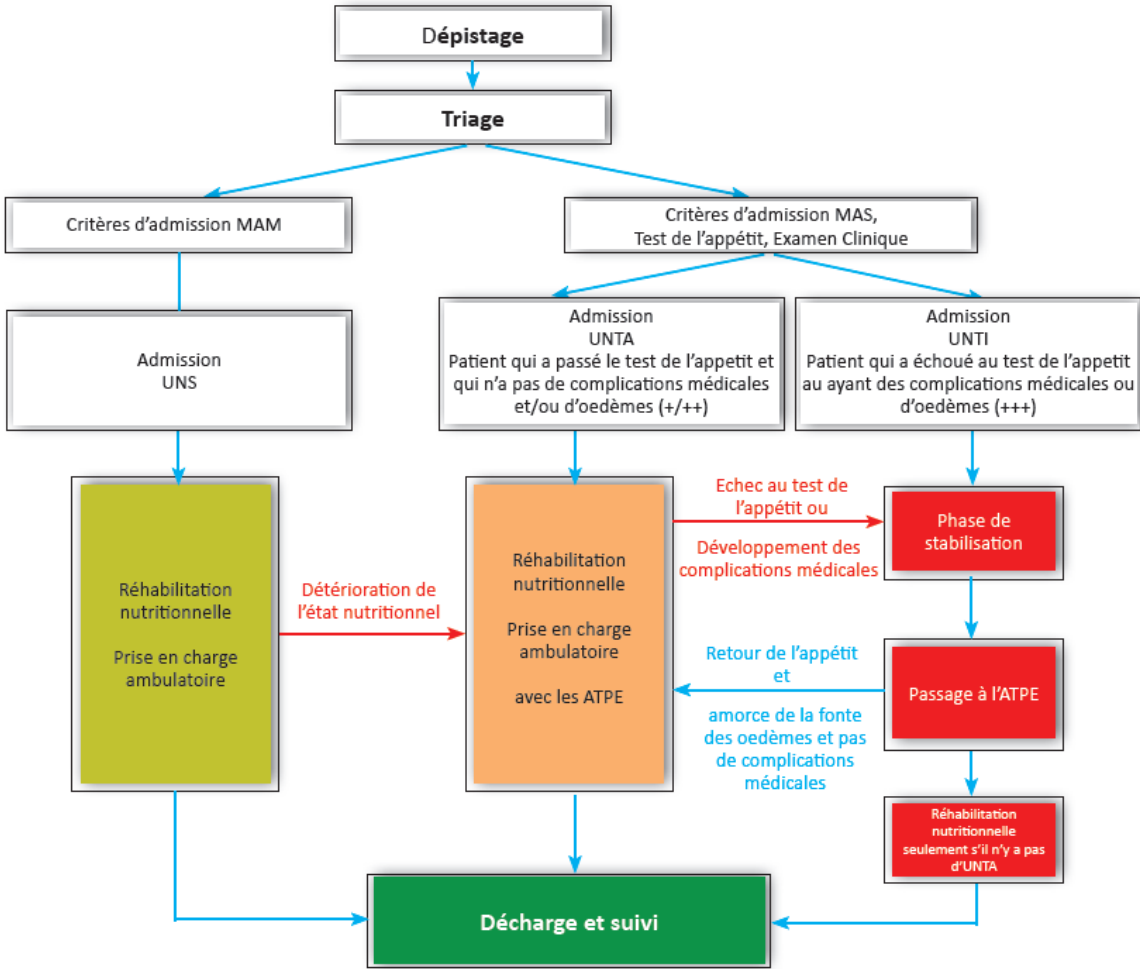 Dépistage
Triage
Critères d'admission MAM
Critères d'admission MAS,
Test de l'appétit, Examen Clinique
Admission
UNS
Admission
UNTA
Patient qui a passé le test de l'appetit et
qui n'a pas de complications médicales
et/ou d'oedèmes (+/++)
Admission
UNTI
Patient qui a échoué au test de l'appetit
au ayant des complications médicales ou
d'oedèmes (+++)
Réhabilitation
nutritionnelle
Prise en charge
ambulatoire
Détérioration de
l'état nutritionnel
Réhabilitation
nutritionnelle
Prise en charge
ambulatoire
avec les ATPE
Echec au test de
l'appétit ou
Développement des
complications médicales
Phase de
stabilisation
Retour de l'appétit
et
amorce de la fonte
des oedèmes et pas
de complications
médicales
Passage à l'ATPE
Réhabilitation
nutritionnelle
seulement s'il n'y a pas
d'UNTA
Décharge et suivi